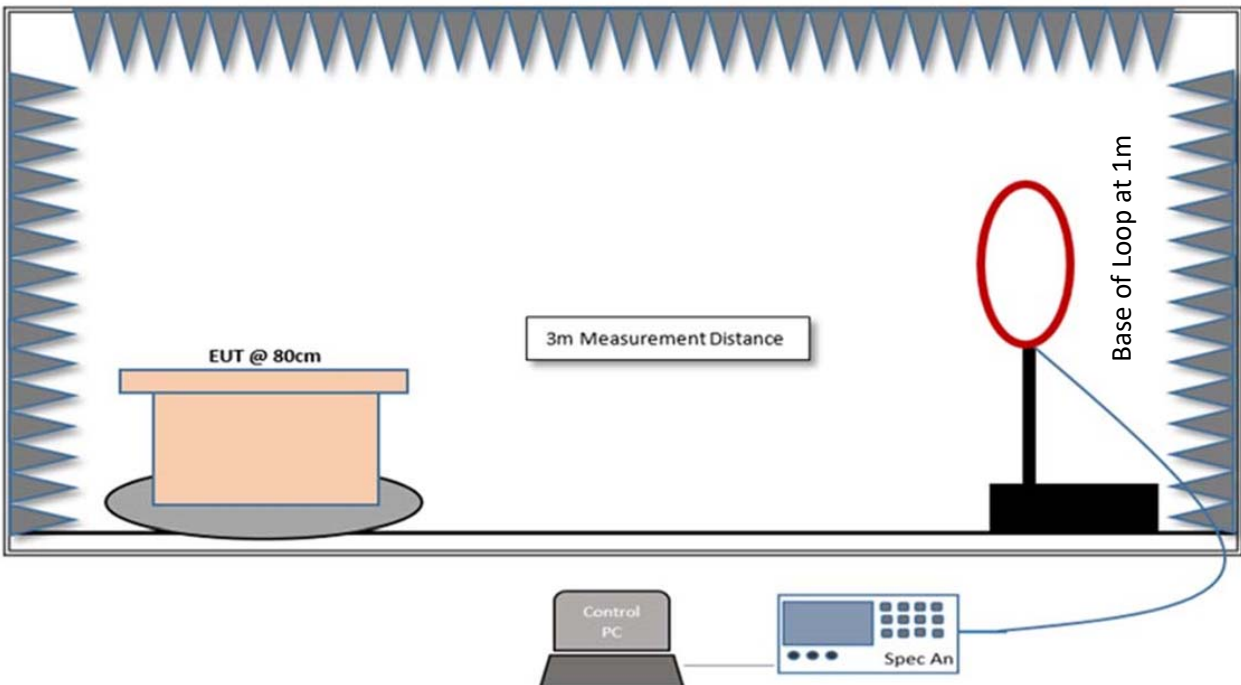 Base of Loop at 1m
3m Measurement Distance
EUT @ 80cm
Control
PC
Spec An